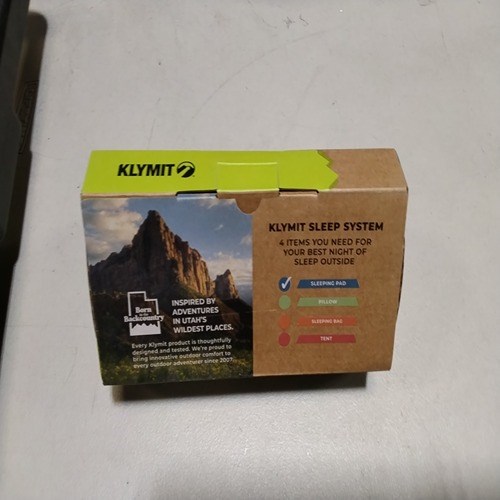 KLYMIT
KLYMIT SLEEP SYSTEM
4 ITEMS YOU NEED FOR
YOUR BEST NIGHT OF
SLEEP OUTSIDE
SLEEPING PAD
PILLOW
SLEEPING BAG
TENT
Born
in the
Backcountry
INSPIRED BY
ADVENTURES
IN UTAH'S
WILDEST PLACES.
Every Klymit product is thoughtfully
designed and tested. We're proud to
bring innovative outdoor comfort to
every outdoor adventurer since 2007.